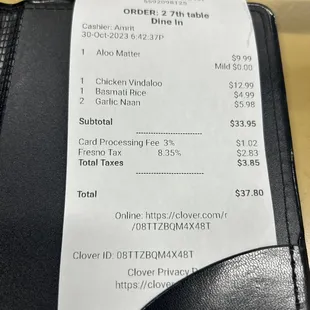 ORDER: 2 7th table
Dine In
Cashier: Amrit
30-Oct-2023 6:42:37P
1 Aloo Matter $9.99
Mild $0.00
1 Chicken Vindaloo $12.99
1 Basmati Rice $4.99
2 Garlic Naan $5.98
Subtotal $33.95
Card Processing Fee 3% $1.02
Fresno Tax 8.35% $2.83
Total Taxes $3.85
Total $37.80
Online: https://clover.com/r
/08TTZBQM4X48T
Clover ID: 08TTZBQM4X48T
Clover Privacy
https://clove